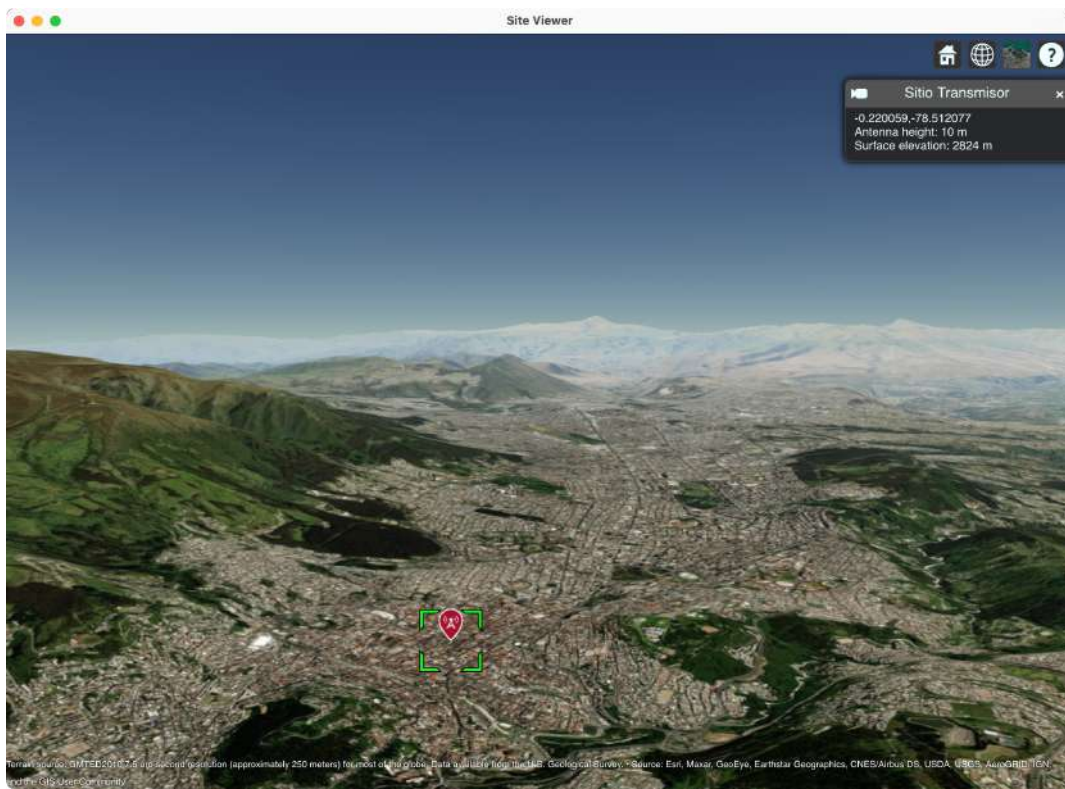 Site Viewer
Sitio Transmisor
-0.220059,-78.512077
Antenna height: 10 m
Surface elevation: 2824 m
Terrain source: GMTED2010 7.5 arc-second resolution (approximately 250 meters) for most of the globe. Data available from the U.S. Geological Survey. • Source: Esri, Maxar, GeoEye, Earthstar Geographics, CNES/Airbus DS, USDA, USGS, AeroGRID, IGN,
and the GIS User Community